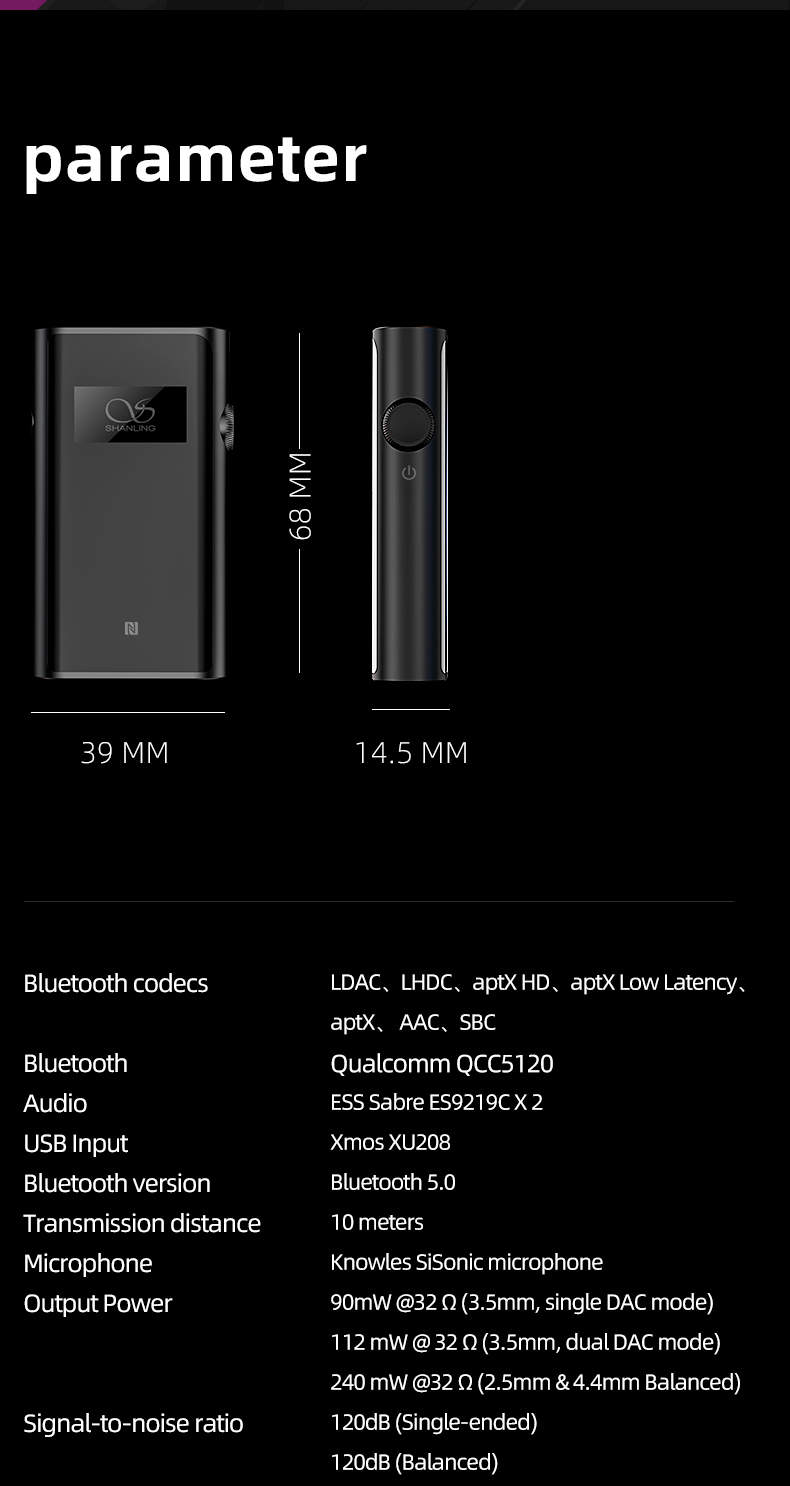 parameter
SHANLING
68 MM
39 MM
14.5 MM
Bluetooth codecs
LDAC、LHDC、aptX HD、aptX Low Latency、
aptX、AAC、SBC
Bluetooth
Qualcomm QCC5120
Audio
ESS Sabre ES9219C X 2
USB Input
Xmos XU208
Bluetooth version
Bluetooth 5.0
Transmission distance
10 meters
Microphone
Knowles SiSonic microphone
Output Power
90mW @32 Ω (3.5mm, single DAC mode)
112 mW @ 32 Ω (3.5mm, dual DAC mode)
240 mW @32 Ω (2.5mm & 4.4mm Balanced)
Signal-to-noise ratio
120dB (Single-ended)
120dB (Balanced)